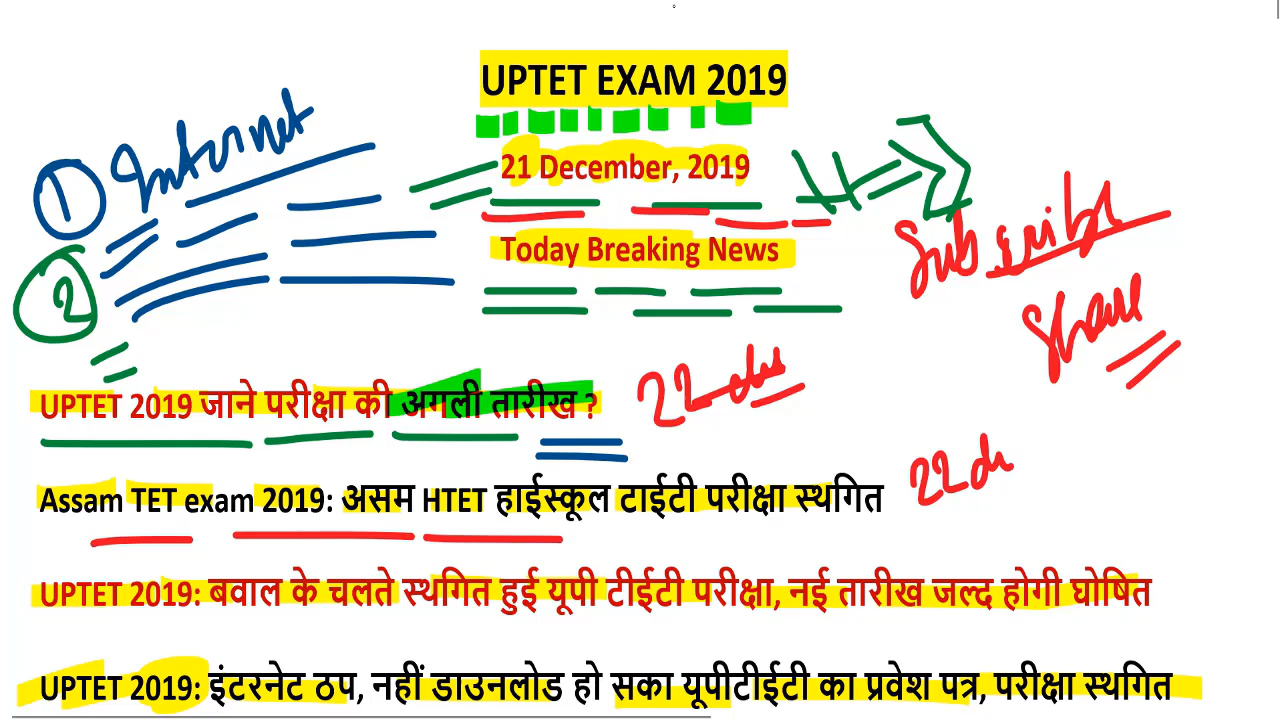 UPTET EXAM 2019
21 December, 2019
Today Breaking News
① Internet
②
Subscribe
Share
UPTET 2019 जाने परीक्षा की अगली तारीख ?
22 dec
Assam TET exam 2019: असम HTET हाईस्कूल टाईटी परीक्षा स्थगित
22
UPTET 2019: बवाल के चलते स्थगित हुई यूपी टीईटी परीक्षा, नई तारीख जल्द होगी घोषित
UPTET 2019: इंटरनेट ठप, नहीं डाउनलोड हो सका यूपीटीईटी का प्रवेश पत्र, परीक्षा स्थगित